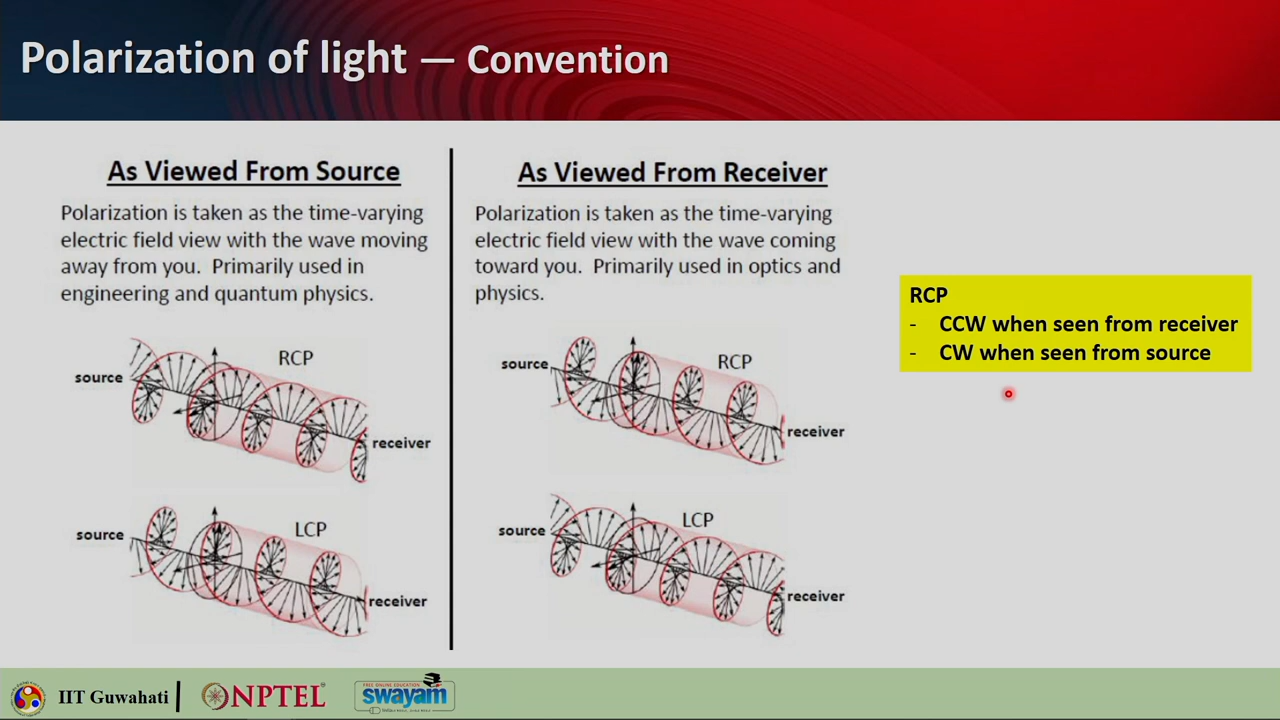 Polarization of light — Convention
As Viewed From Source
Polarization is taken as the time-varying
electric field view with the wave moving
away from you. Primarily used in
engineering and quantum physics.
RCP
source
receiver
LCP
source
receiver
As Viewed From Receiver
Polarization is taken as the time-varying
electric field view with the wave coming
toward you. Primarily used in optics and
physics.
RCP
source
receiver
LCP
source
receiver
RCP
- CCW when seen from receiver
- CW when seen from source
IIT Guwahati
NPTEL
FREE ONLINE EDUCATION
swayam